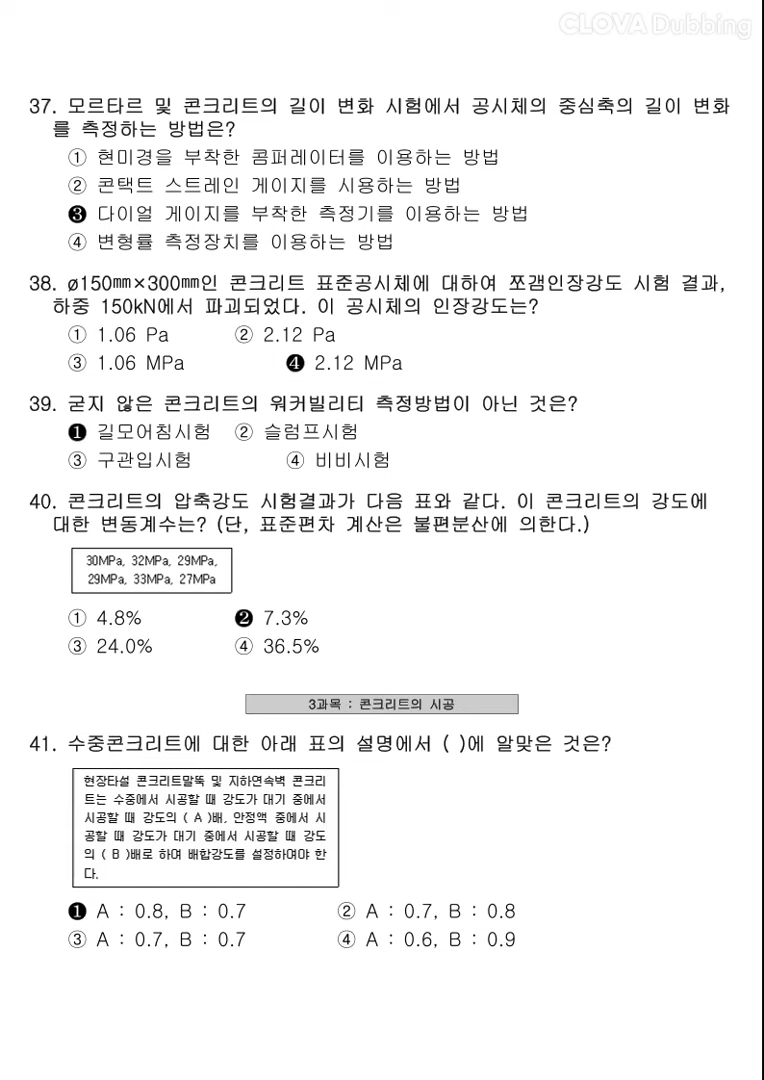 CLOVA Dubbing
37. 모르타르 및 콘크리트의 길이 변화 시험에서 공시체의 중심축의 길이 변화
를 측정하는 방법은?
① 현미경을 부착한 콤퍼레이터를 이용하는 방법
② 콘택트 스트레인 게이지를 시용하는 방법
❸ 다이얼 게이지를 부착한 측정기를 이용하는 방법
④ 변형률 측정장치를 이용하는 방법
38. ø150㎜×300㎜인 콘크리트 표준공시체에 대하여 쪼갬인장강도 시험 결과,
하중 150kN에서 파괴되었다. 이 공시체의 인장강도는?
① 1.06 Pa ② 2.12 Pa
③ 1.06 MPa ❹ 2.12 MPa
39. 굳지 않은 콘크리트의 워커빌리티 측정방법이 아닌 것은?
❶ 길모어침시험 ② 슬럼프시험
③ 구관입시험 ④ 비비시험
40. 콘크리트의 압축강도 시험결과가 다음 표와 같다. 이 콘크리트의 강도에
대한 변동계수는? (단, 표준편차 계산은 불편분산에 의한다.)
30MPa, 32MPa, 29MPa,
29MPa, 33MPa, 27MPa
① 4.8% ❷ 7.3%
③ 24.0% ④ 36.5%
3과목 : 콘크리트의 시공
41. 수중콘크리트에 대한 아래 표의 설명에서 ( )에 알맞은 것은?
현장타설 콘크리트말뚝 및 지하연속벽 콘크리
트는 수중에서 시공할 때 강도가 대기 중에서
시공할 때 강도의 ( A )배, 안정액 중에서 시
공할 때 강도가 대기 중에서 시공할 때 강도
의 ( B )배로 하여 배합강도를 설정하여야 한
다.
❶ A : 0.8, B : 0.7 ② A : 0.7, B : 0.8
③ A : 0.7, B : 0.7 ④ A : 0.6, B : 0.9